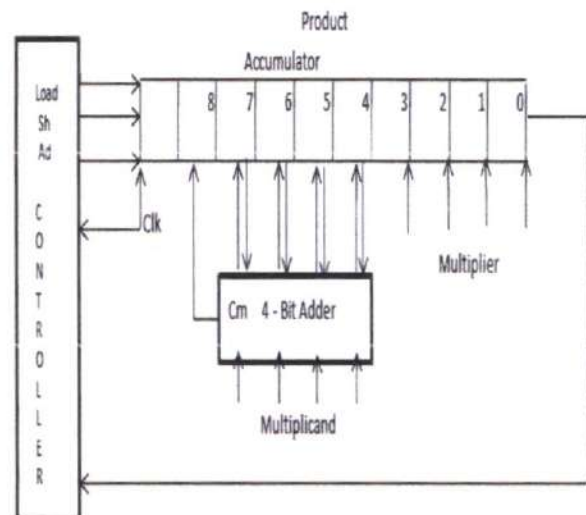 Product
Accumulator
Load
Sh
Ad
8 7 6 5 4 3 2 1 0
CONTROLLER
Clk
Multiplier
Cm 4 - Bit Adder
Multiplicand